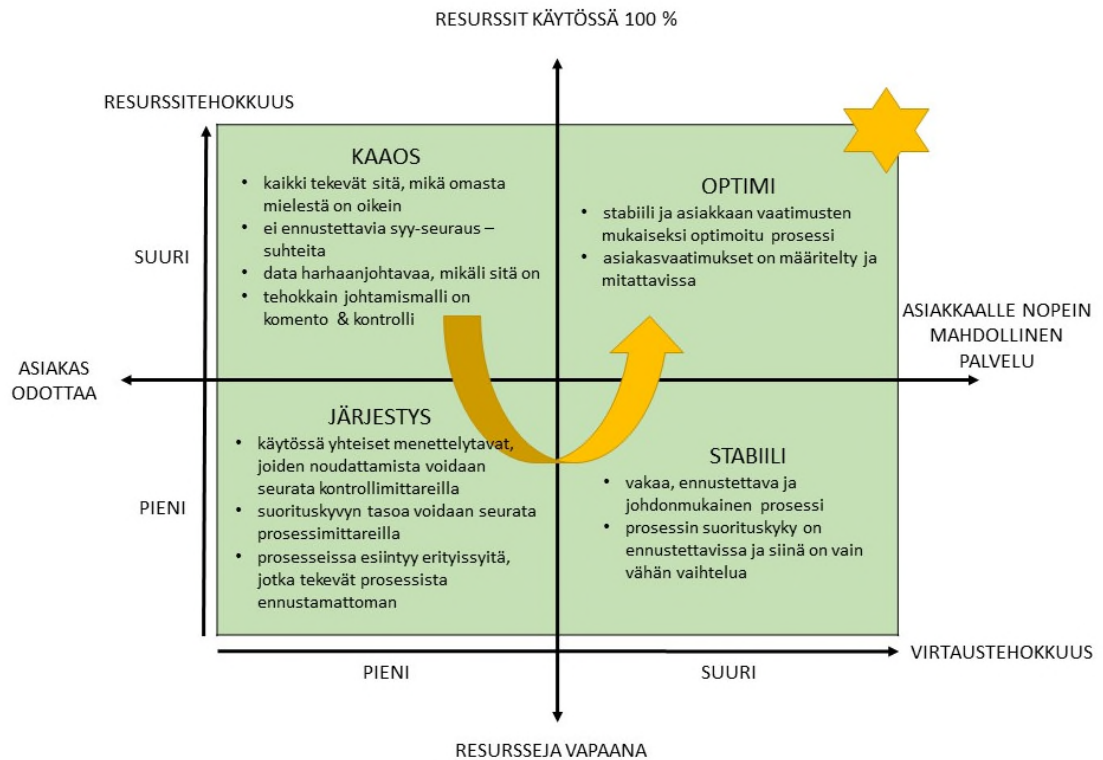 RESURSSIT KÄYTÖSSÄ 100 %
RESURSSITEHOKKUUS
KAAOS
• kaikki tekevät sitä, mikä omasta
mielestä on oikein
• ei ennustettavia syy-seuraus –
suhteita
• data harhaanjohtavaa, mikäli sitä on
• tehokkain johtamismalli on
komento & kontrolli
OPTIMI
• stabiili ja asiakkaan vaatimusten
mukaiseksi optimoitu prosessi
• asiakasvaatimukset on määritelty ja
mitattavissa
SUURI
ASIAKKAALLE NOPEIN
MAHDOLLINEN
PALVELU
ASIAKAS
ODOTTAA
JÄRJESTYS
• käytössä yhteiset menettelytavat,
joiden noudattamista voidaan
seurata kontrollimittareilla
• suorituskyvyn tasoa voidaan seurata
prosessimittareilla
• prosesseissa esiintyy erityissyitä,
jotka tekevät prosessista
ennustamattoman
STABIILI
• vakaa, ennustettava ja
johdonmukainen prosessi
• prosessin suorituskyky on
ennustettavissa ja siinä on vain
vähän vaihtelua
PIENI
VIRTAUSTEHOKKUUS
PIENI
SUURI
RESURSSEJA VAPAANA